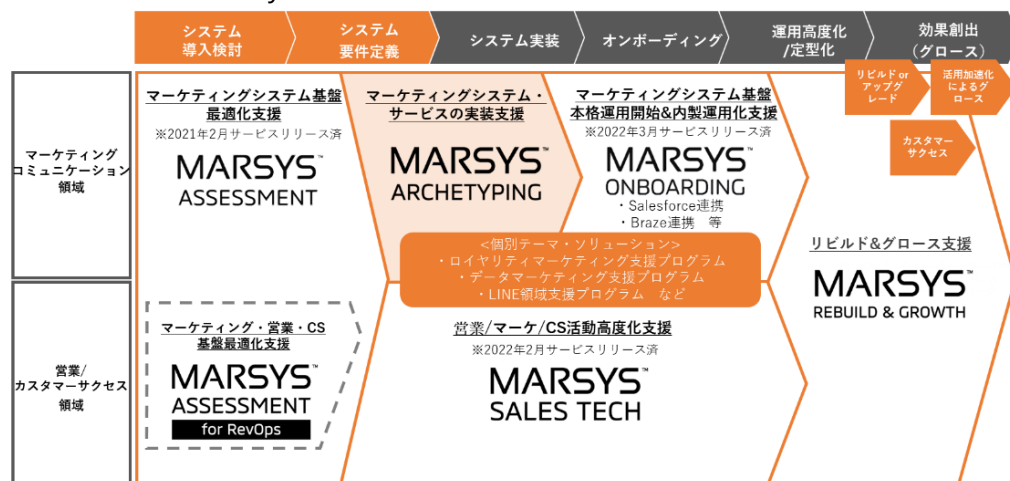 システム
導入検討
システム
要件定義
システム実装
オンボーディング
運用高度化
/定型化
効果創出
(グロース)
リビルド or
アップグ
レード
活用加速化
によるグ
ロース
カスタマー
サクセス
マーケティング
コミュニケーション
領域
マーケティングシステム基盤
最適化支援
※2021年2月サービスリリース済
MARSYS™
ASSESSMENT
マーケティングシステム・
サービスの実装支援
MARSYS™
ARCHETYPING
マーケティングシステム基盤
本格運用開始&内製運用化支援
※2022年3月サービスリリース済
MARSYS™
ONBOARDING
・Salesforce連携
・Braze連携 等
<個別テーマ・ソリューション>
・ロイヤリティマーケティング支援プログラム
・データマーケティング支援プログラム
・LINE領域支援プログラム など
リビルド&グロース支援
MARSYS™
REBUILD & GROWTH
営業/
カスタマーサクセス
領域
マーケティング・営業・CS
基盤最適化支援
MARSYS™
ASSESSMENT
for RevOps
営業/マーケ/CS活動高度化支援
※2022年2月サービスリリース済
MARSYS™
SALES TECH